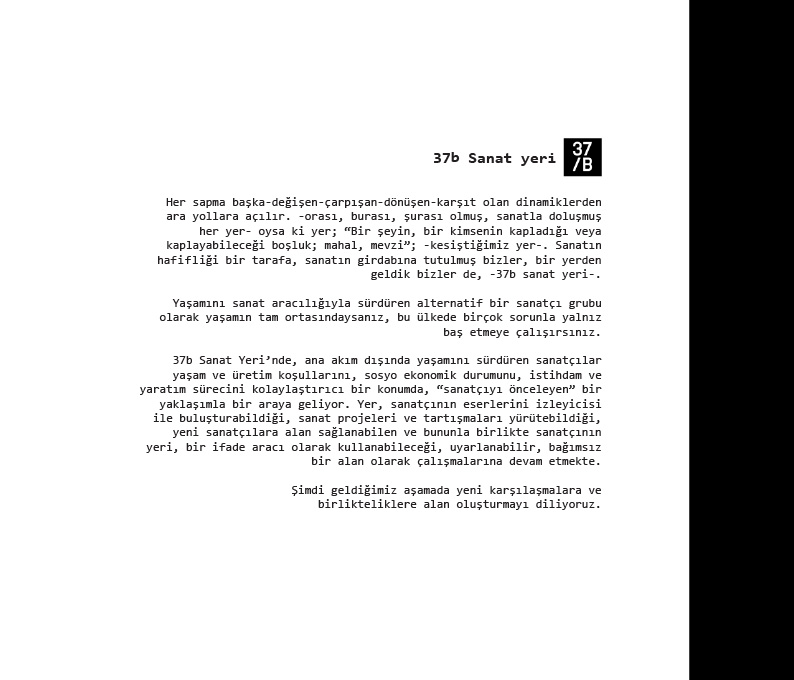 37b Sanat yeri
37
/B
Her sapma başka-değişen-çarpışan-dönüşen-karşıt olan dinamiklerden
ara yollara açılır. -orası, burası, şurası olmuş, sanatla doluşmuş
her yer- oysa ki yer; “Bir şeyin, bir kimsenin kapladığı veya
kaplayabileceği boşluk; mahal, mevzi”; -kesiştiğimiz yer-. Sanatın
hafifliği bir tarafa, sanatın girdabına tutulmuş bizler, bir yerden
geldik bizler de, -37b sanat yeri-.
Yaşamını sanat aracılığıyla sürdüren alternatif bir sanatçı grubu
olarak yaşamın tam ortasındaysanız, bu ülkede birçok sorunla yalnız
baş etmeye çalışırsınız.
37b Sanat Yeri’nde, ana akım dışında yaşamını sürdüren sanatçılar
yaşam ve üretim koşullarını, sosyo ekonomik durumunu, istihdam ve
yaratım sürecini kolaylaştırıcı bir konumda, “sanatçıyı önceleyen” bir
yaklaşımla bir araya geliyor. Yer, sanatçının eserlerini izleyicisi
ile buluşturabildiği, sanat projeleri ve tartışmaları yürütebildiği,
yeni sanatçılara alan sağlanabilen ve bununla birlikte sanatçının
yeri, bir ifade aracı olarak kullanabileceği, uyarlanabilir, bağımsız
bir alan olarak çalışmalarına devam etmekte.
Şimdi geldiğimiz aşamada yeni karşılaşmalara ve
birlikteliklere alan oluşturmayı diliyoruz.